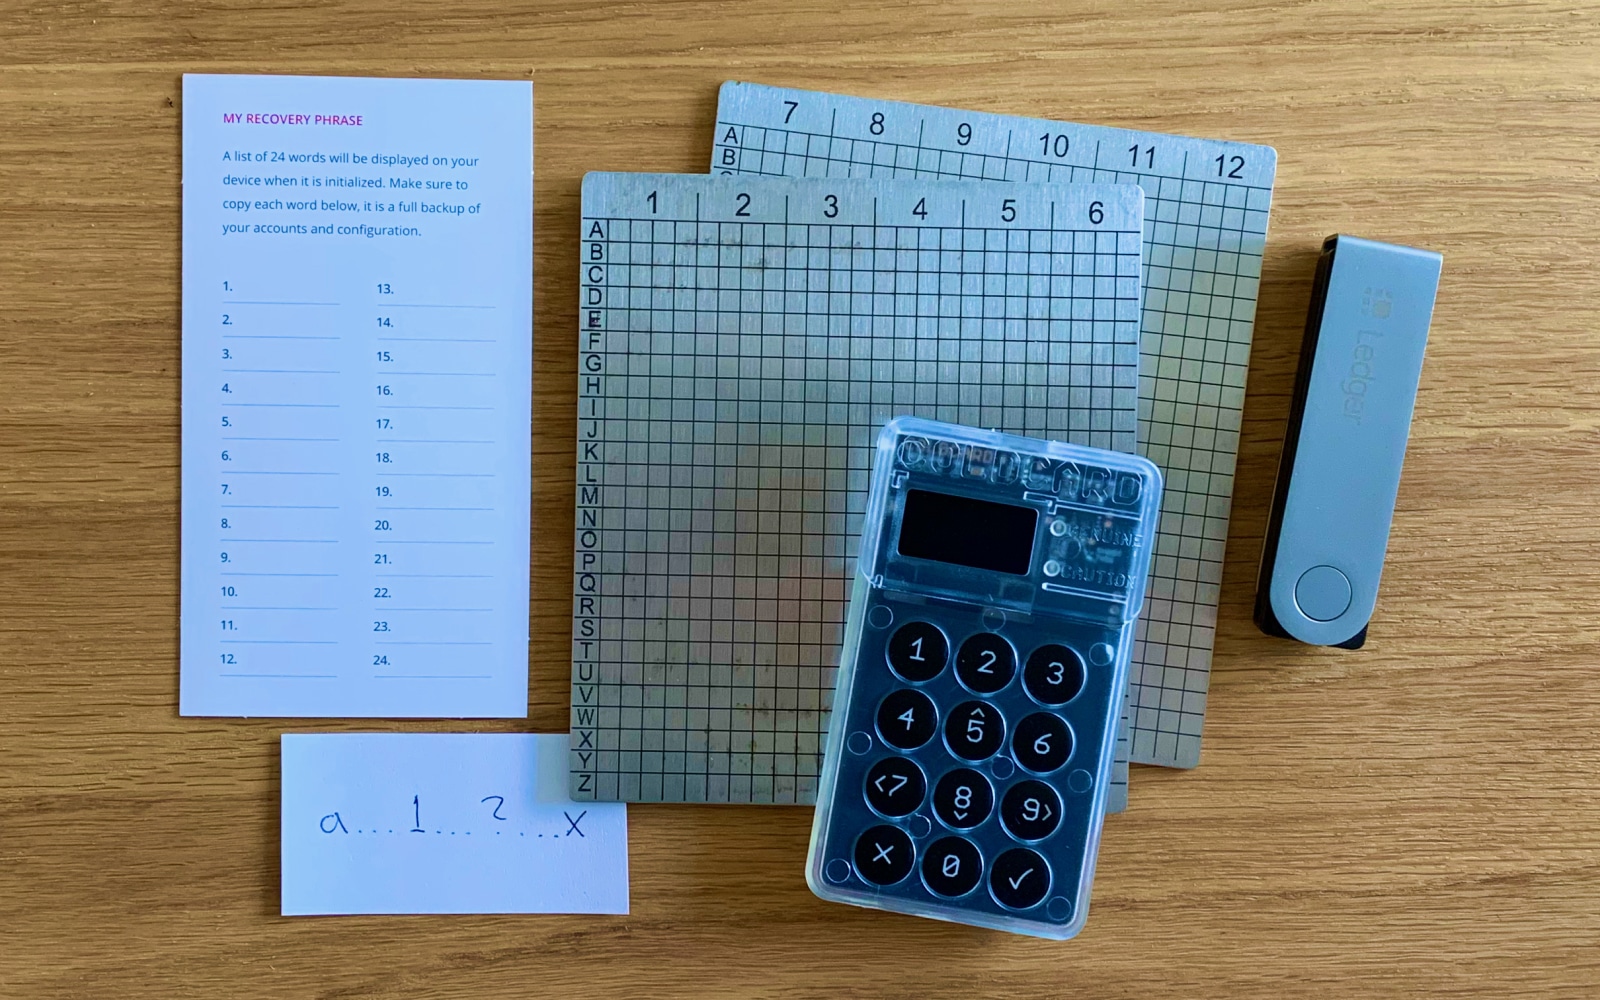 MY RECOVERY PHRASE
A list of 24 words will be displayed on your
device when it is initialized. Make sure to
copy each word below, it is a full backup of
your accounts and configuration.
1. 13.
2. 14.
3. 15.
4. 16.
5. 17.
6. 18.
7. 19.
8. 20.
9. 21.
10. 22.
11. 23.
12. 24.
a...1...?....x
7 8 9 10 11 12
A
B
1 2 3 4 5 6
A
B
C
D
E
F
G
H
I
J
K
L
M
N
O
P
Q
R
S
T
U
V
W
X
Y
Z
COLDCARD
GENUINE
CAUTION
1 2 3
4 5 6
<7 8 9>
X 0 ✓
Ledger